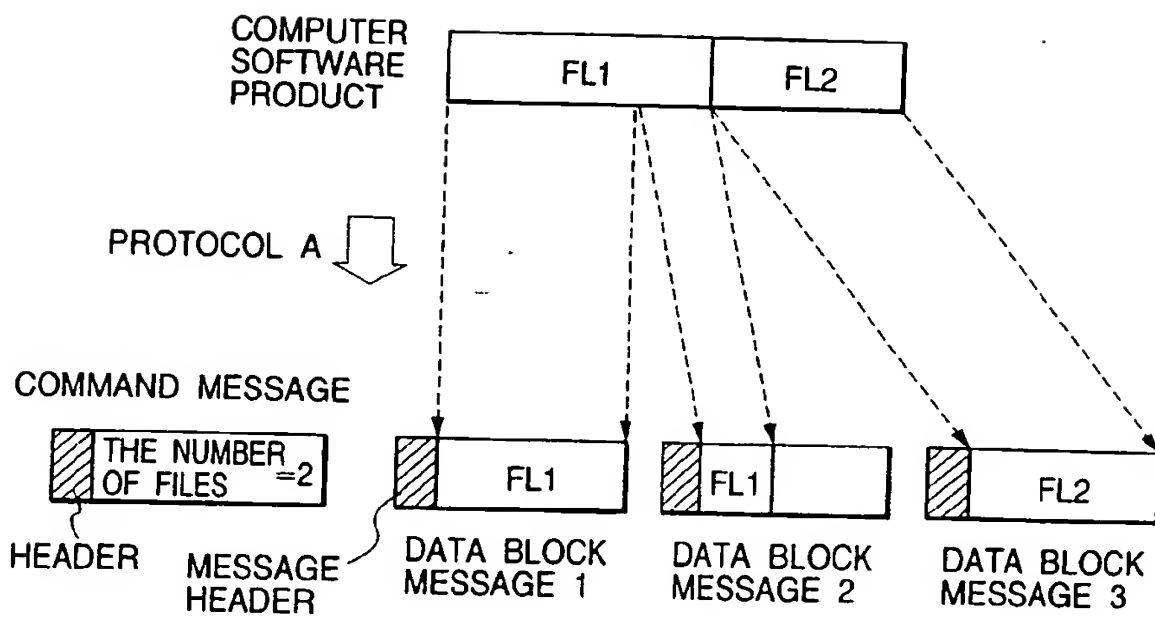 COMPUTER
SOFTWARE
PRODUCT
FL1
FL2
PROTOCOL A
COMMAND MESSAGE
THE NUMBER
OF FILES
=2
FL1
FL1
FL2
HEADER
MESSAGE
HEADER
DATA BLOCK
MESSAGE 1
DATA BLOCK
MESSAGE 2
DATA BLOCK
MESSAGE 3